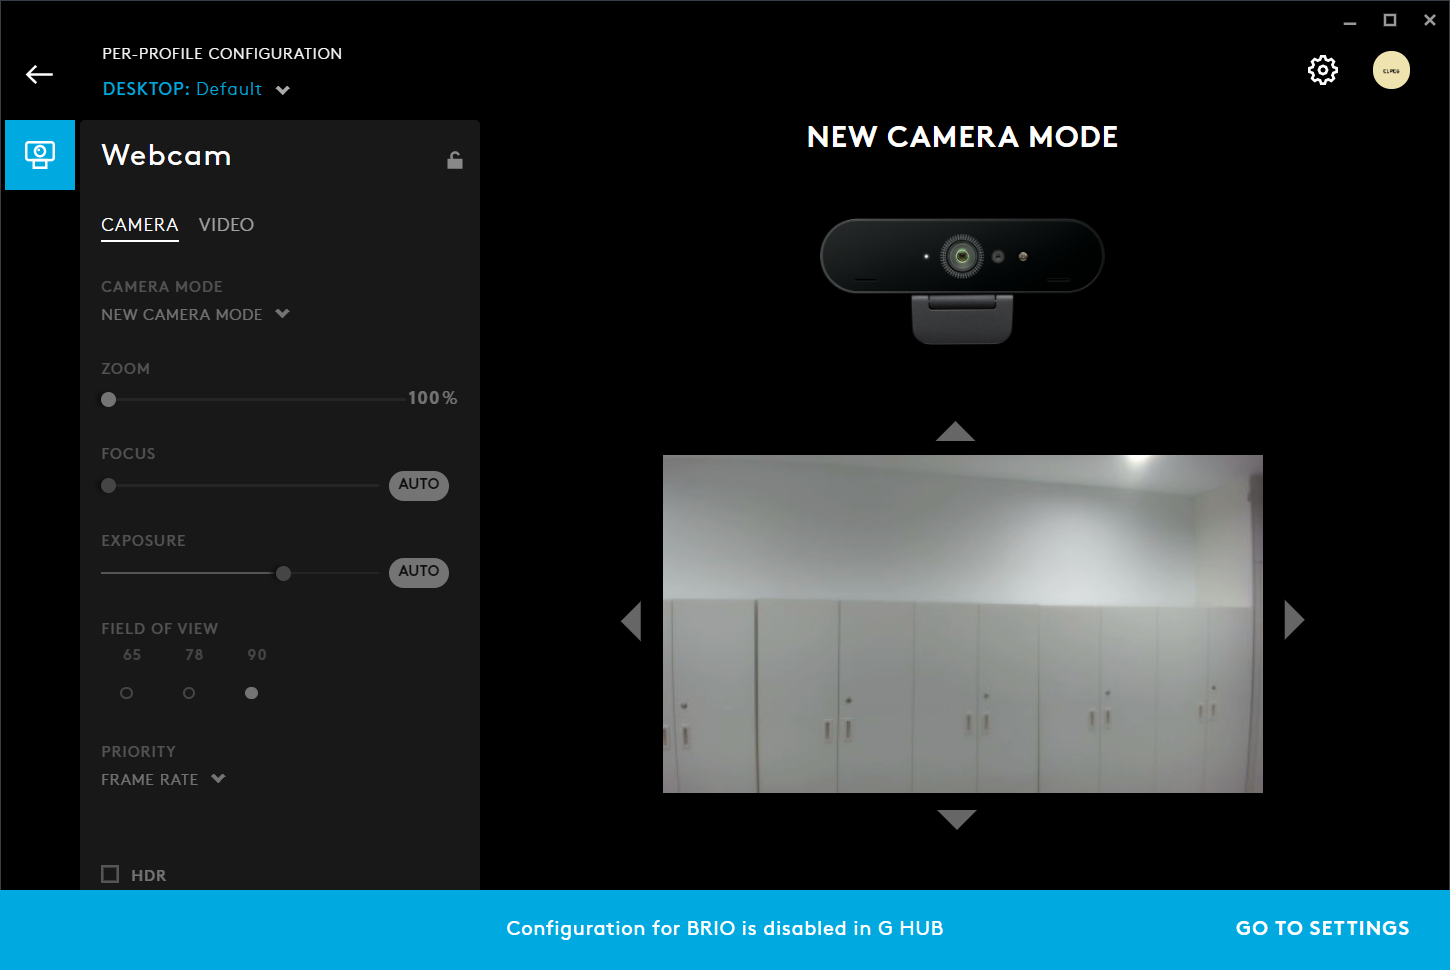 PER-PROFILE CONFIGURATION
DESKTOP: Default
Webcam
CAMERA VIDEO
CAMERA MODE
NEW CAMERA MODE
ZOOM
100%
FOCUS
AUTO
EXPOSURE
AUTO
FIELD OF VIEW
65 78 90
PRIORITY
FRAME RATE
HDR
NEW CAMERA MODE
Configuration for BRIO is disabled in G HUB
GO TO SETTINGS